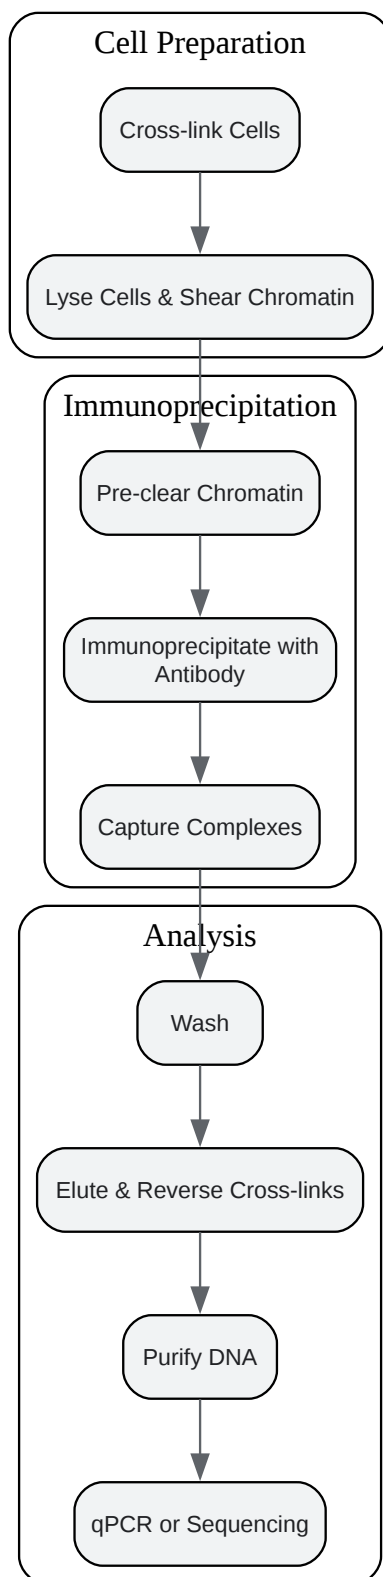 Cell Preparation
Cross-link Cells
Lyse Cells & Shear Chromatin
Immunoprecipitation
Pre-clear Chromatin
Immunoprecipitate with
Antibody
Capture Complexes
Analysis
Wash
Elute & Reverse Cross-links
Purify DNA
qPCR or Sequencing